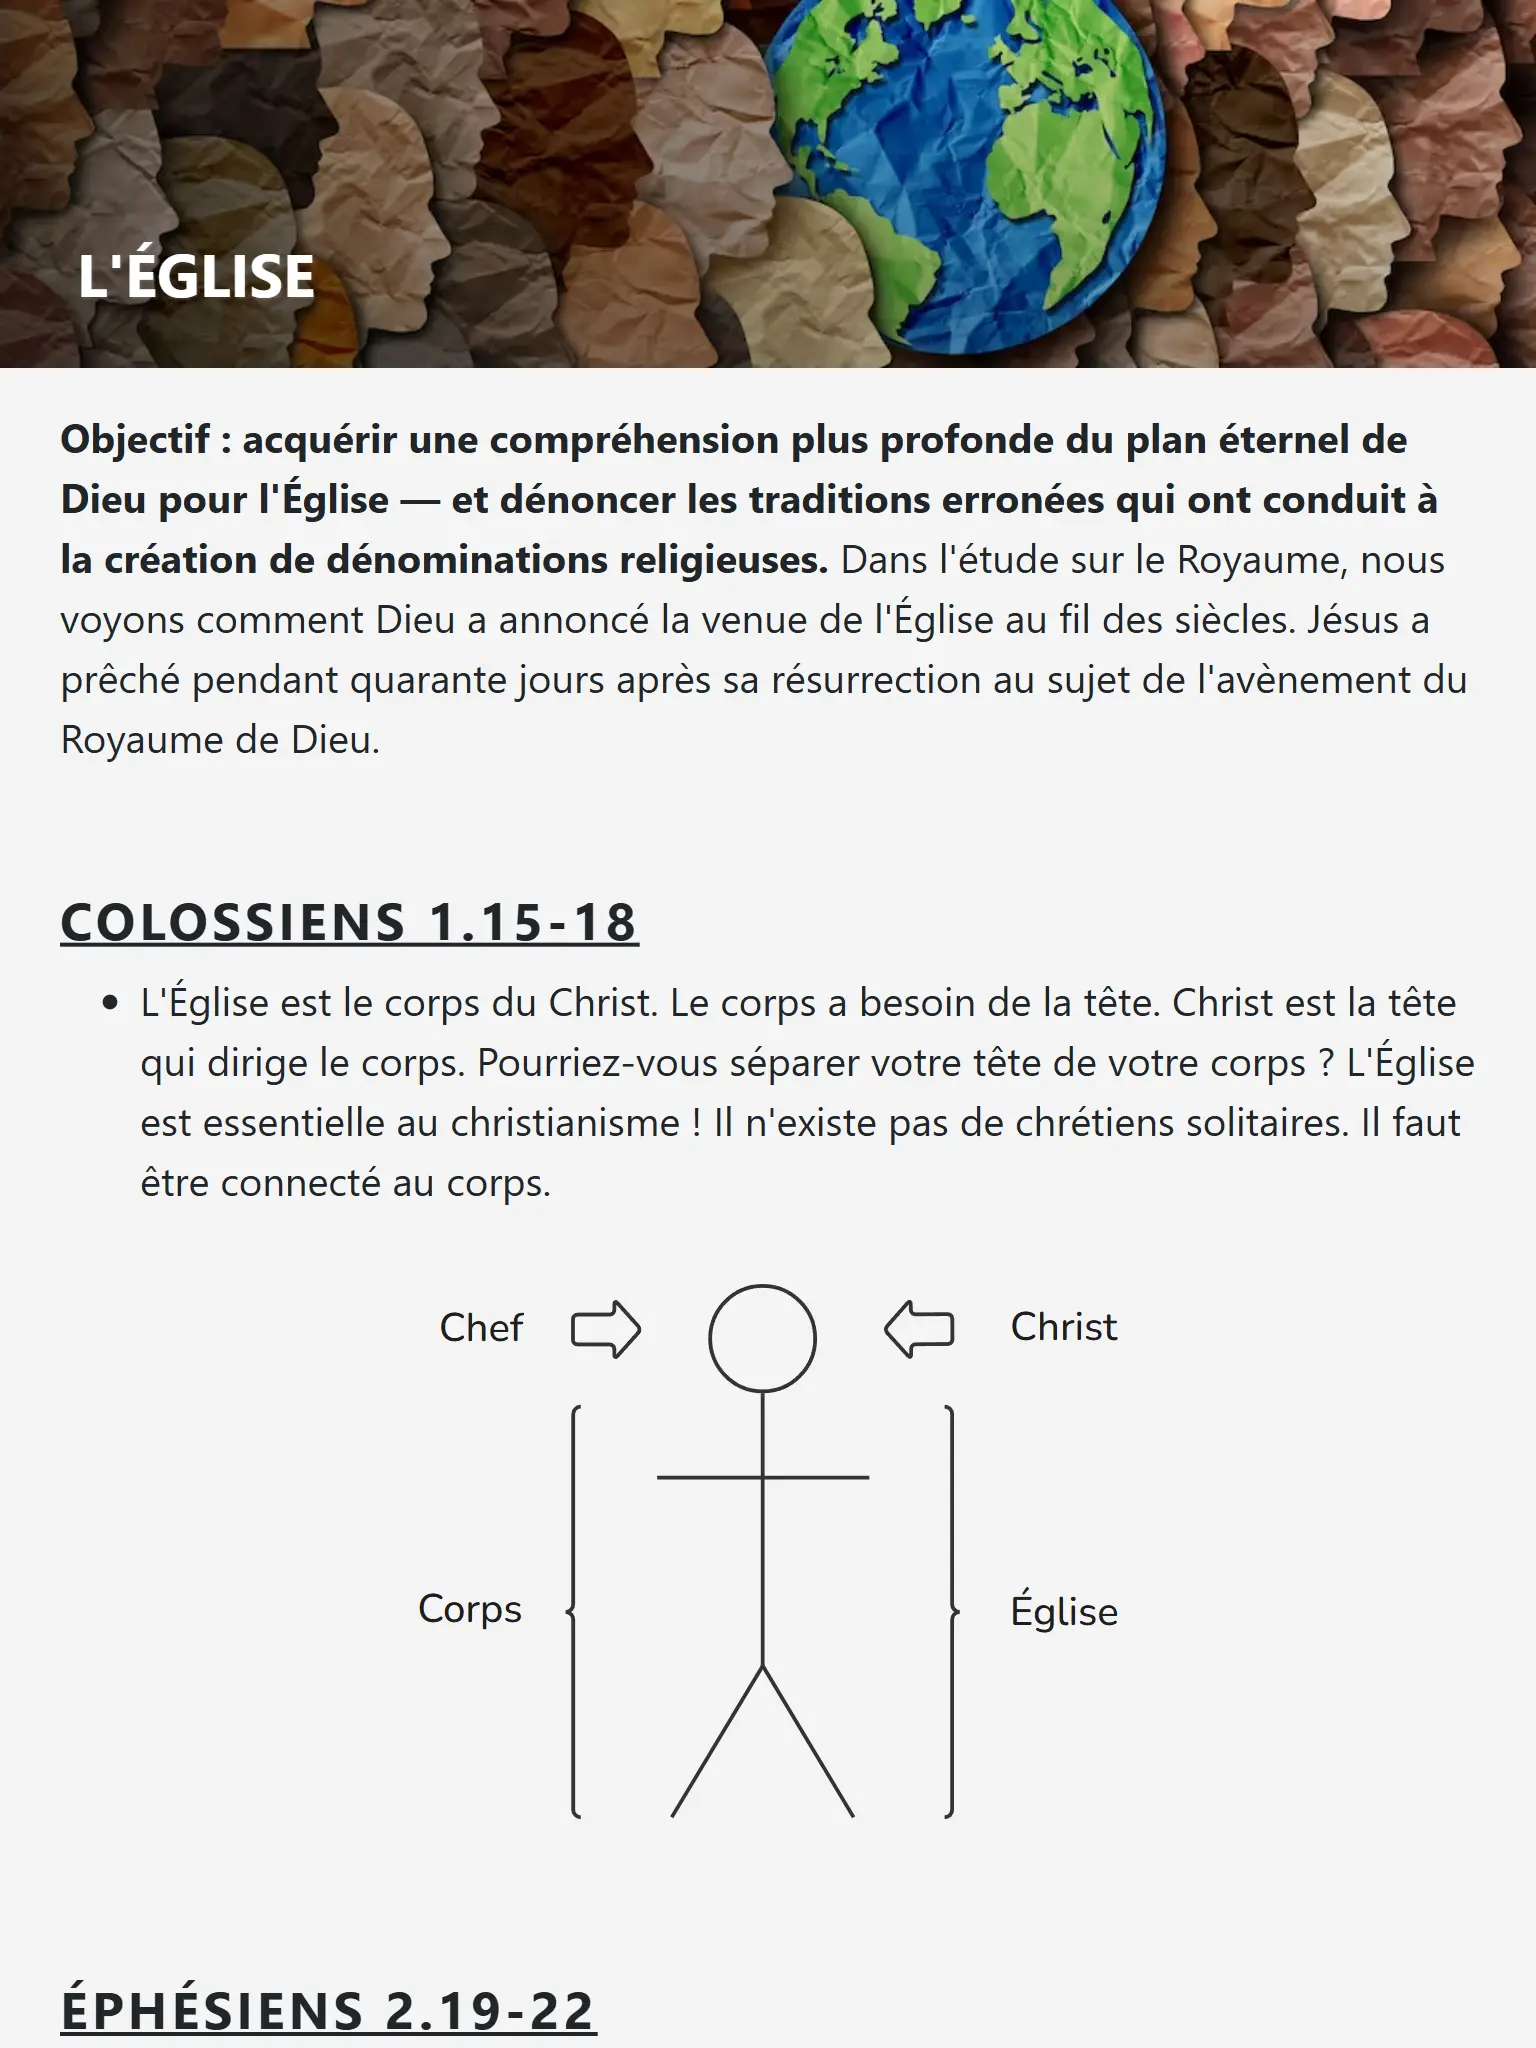 L'ÉGLISE
Objectif : acquérir une compréhension plus profonde du plan éternel de
Dieu pour l'Église — et dénoncer les traditions erronées qui ont conduit à
la création de dénominations religieuses. Dans l'étude sur le Royaume, nous
voyons comment Dieu a annoncé la venue de l'Église au fil des siècles. Jésus a
prêché pendant quarante jours après sa résurrection au sujet de l'avènement du
Royaume de Dieu.
COLOSSIENS 1.15-18
• L'Église est le corps du Christ. Le corps a besoin de la tête. Christ est la tête
qui dirige le corps. Pourriez-vous séparer votre tête de votre corps ? L'Église
est essentielle au christianisme ! Il n'existe pas de chrétiens solitaires. Il faut
être connecté au corps.
Chef Christ
Corps Église
ÉPHÉSIENS 2.19-22